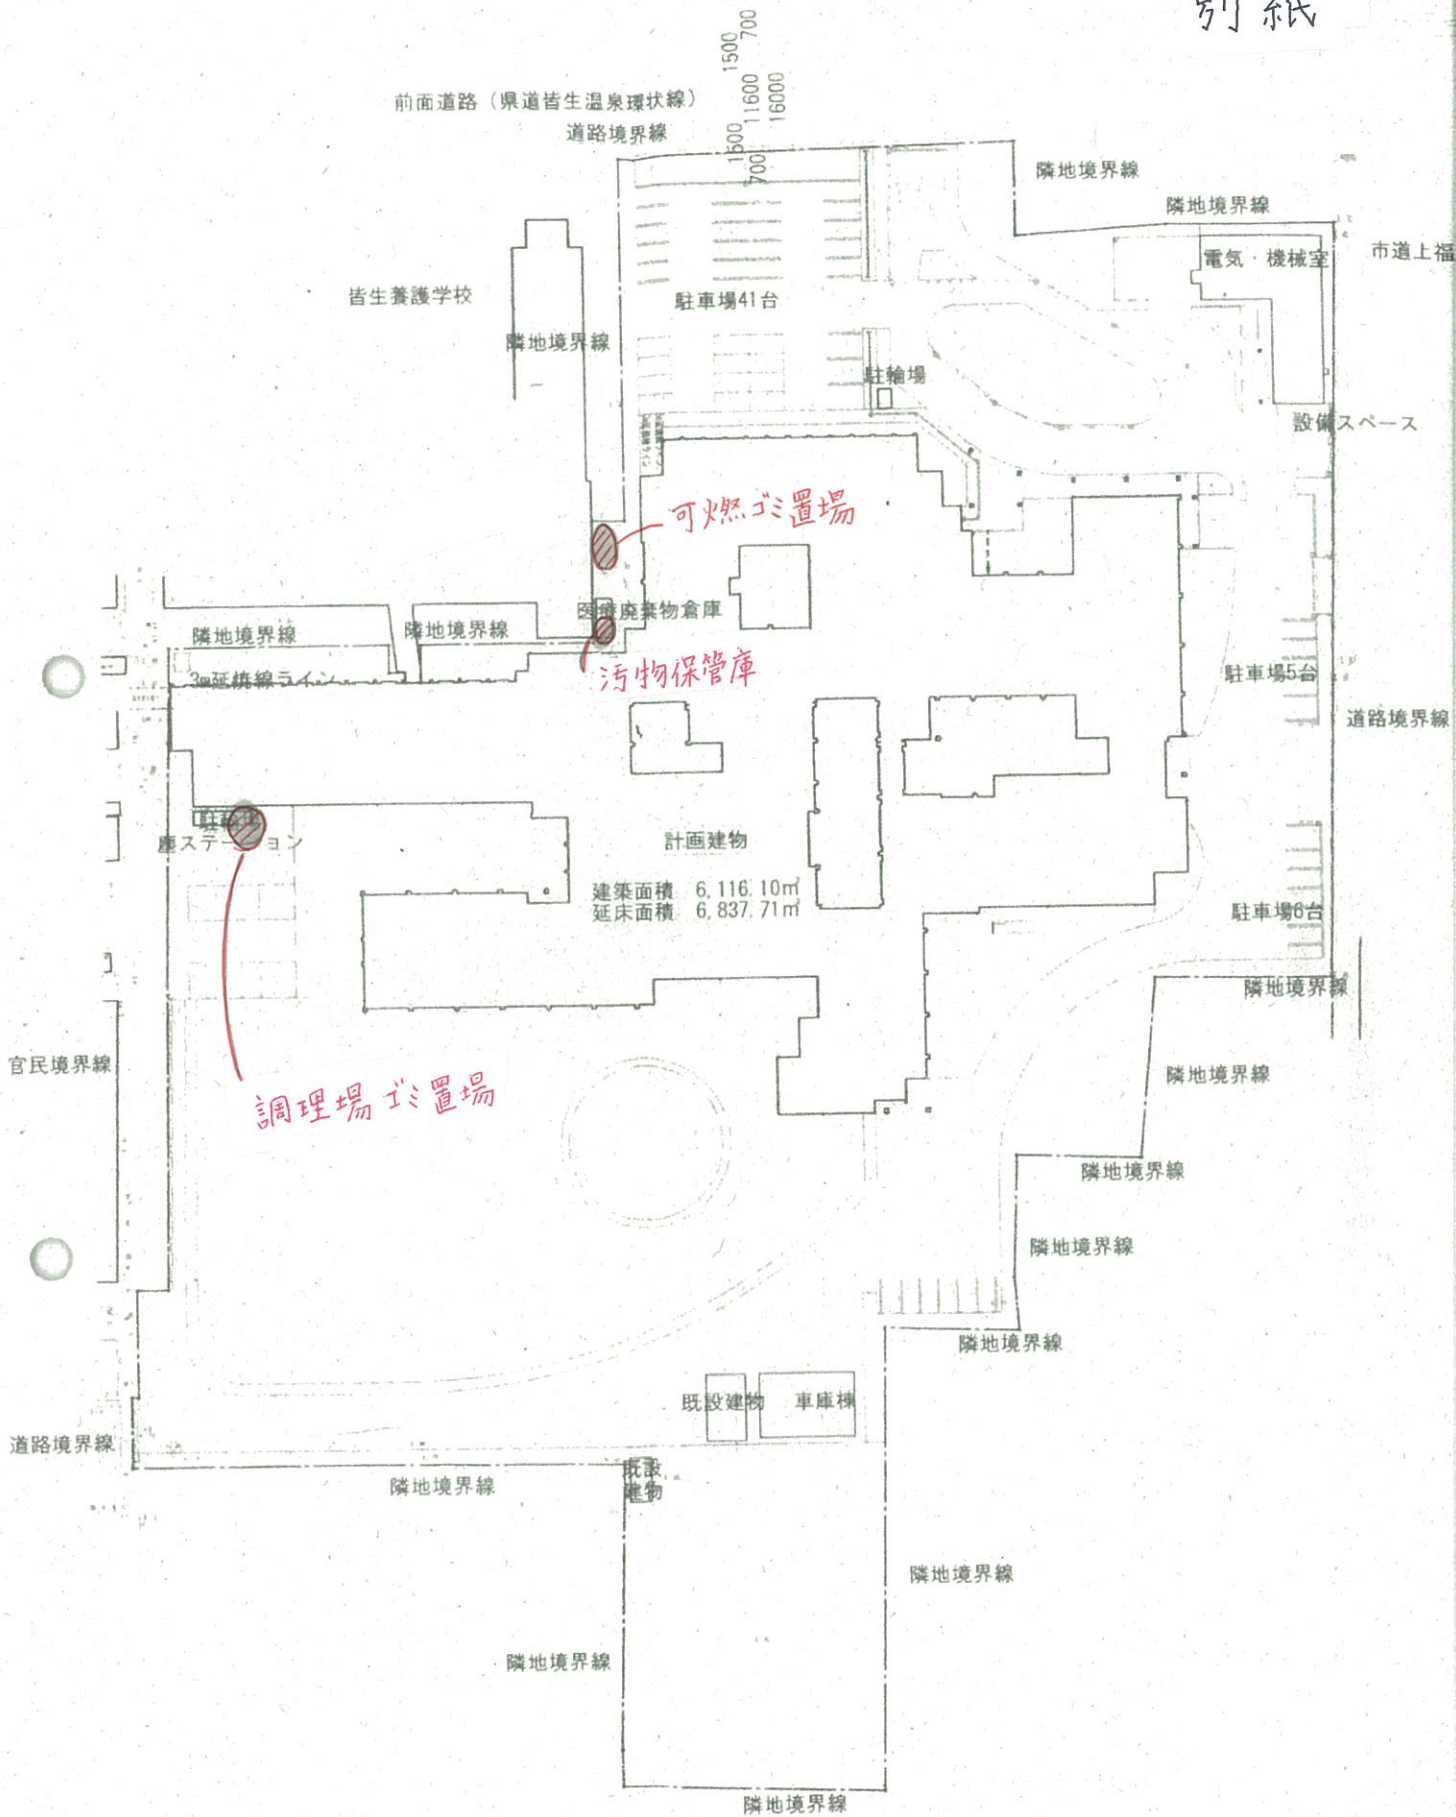 別紙
700
1500
11600
16000
1500
700
前面道路（県道皆生温泉環状線）
道路境界線
隣地境界線
隣地境界線
電気・機械室
市道上福
皆生養護学校
駐車場41台
隣地境界線
駐輪場
設備スペース
可燃ゴミ置場
医療廃棄物倉庫
隣地境界線
隣地境界線
汚物保管庫
3m延焼線ライン
駐車場5台
道路境界線
塵ステーション
計画建物
建築面積 6,116.10㎡
延床面積 6,837.71㎡
駐車場6台
隣地境界線
官民境界線
隣地境界線
調理場ゴミ置場
隣地境界線
隣地境界線
隣地境界線
既設建物
車庫棟
道路境界線
隣地境界線
既設
建物
隣地境界線
隣地境界線
隣地境界線